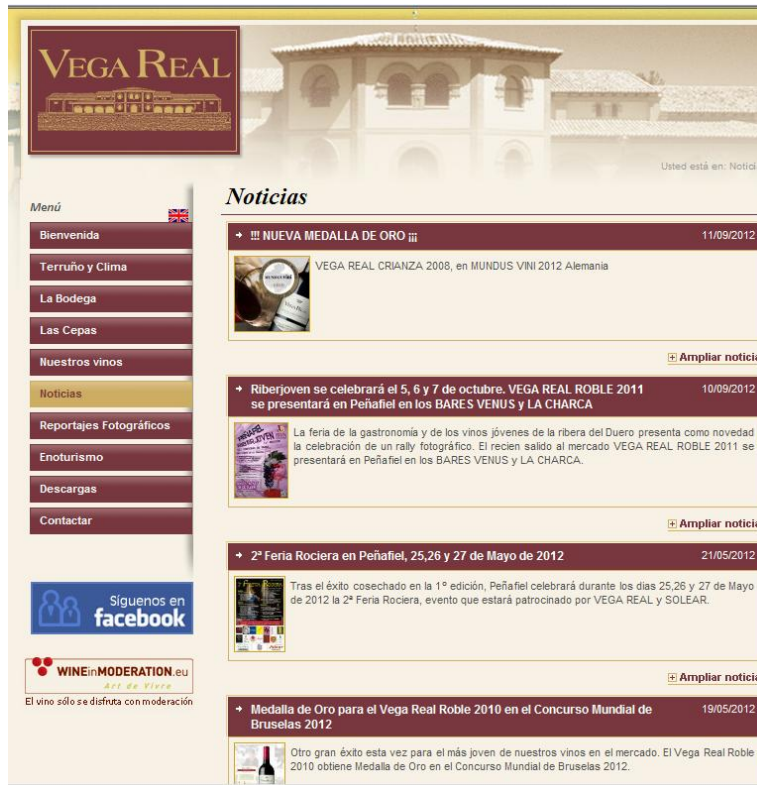 VEGA REAL
Usted está en: Notici
Menú
Bienvenida
Terruño y Clima
La Bodega
Las Cepas
Nuestros vinos
Noticias
Reportajes Fotográficos
Enoturismo
Descargas
Contactar
Síguenos en
facebook
WINEinMODERATION.eu
Art de Vivre
El vino sólo se disfruta con moderación
Noticias
!!! NUEVA MEDALLA DE ORO ¡¡¡ 11/09/2012
VEGA REAL CRIANZA 2008, en MUNDUS VINI 2012 Alemania
Ampliar noticia
Riberjoven se celebrará el 5, 6 y 7 de octubre. VEGA REAL ROBLE 2011 10/09/2012
se presentará en Peñafiel en los BARES VENUS y LA CHARCA
La feria de la gastronomía y de los vinos jóvenes de la ribera del Duero presenta como novedad
la celebración de un rally fotográfico. El recien salido al mercado VEGA REAL ROBLE 2011 se
presentará en Peñafiel en los BARES VENUS y LA CHARCA.
Ampliar noticia
2ª Feria Rociera en Peñafiel, 25,26 y 27 de Mayo de 2012 21/05/2012
Tras el éxito cosechado en la 1ª edición, Peñafiel celebrará durante los dias 25,26 y 27 de Mayo
de 2012 la 2ª Feria Rociera, evento que estará patrocinado por VEGA REAL y SOLEAR.
Ampliar noticia
Medalla de Oro para el Vega Real Roble 2010 en el Concurso Mundial de 19/05/2012
Bruselas 2012
Otro gran éxito esta vez para el más joven de nuestros vinos en el mercado. El Vega Real Roble
2010 obtiene Medalla de Oro en el Concurso Mundial de Bruselas 2012.